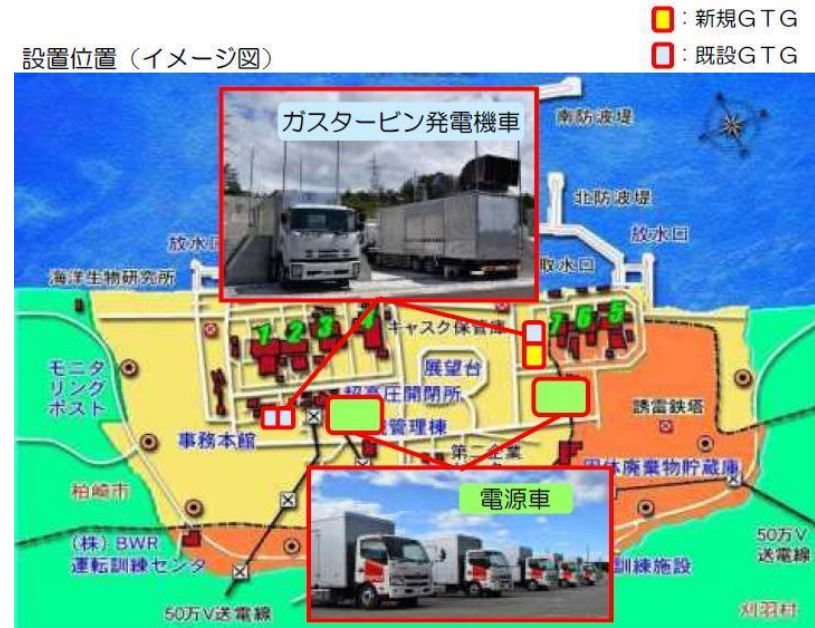 ：新規ＧＴＧ
設置位置（イメージ図）
：既設ＧＴＧ
ガスタービン発電機車
南防波堤
北防波堤
放水口
放水口
取水口
海洋生物研究所
1
2
3
4
キャスク保管庫
7
6
5
モニタ
リング
ポスト
展望台
超高圧開閉所
誘雷鉄塔
事務本館
管理棟
第二企業
固体廃棄物貯蔵庫
電源車
柏崎市
(株) BWR
運転訓練センタ
50万V
送電線
訓練施設
50万V送電線
刈羽村